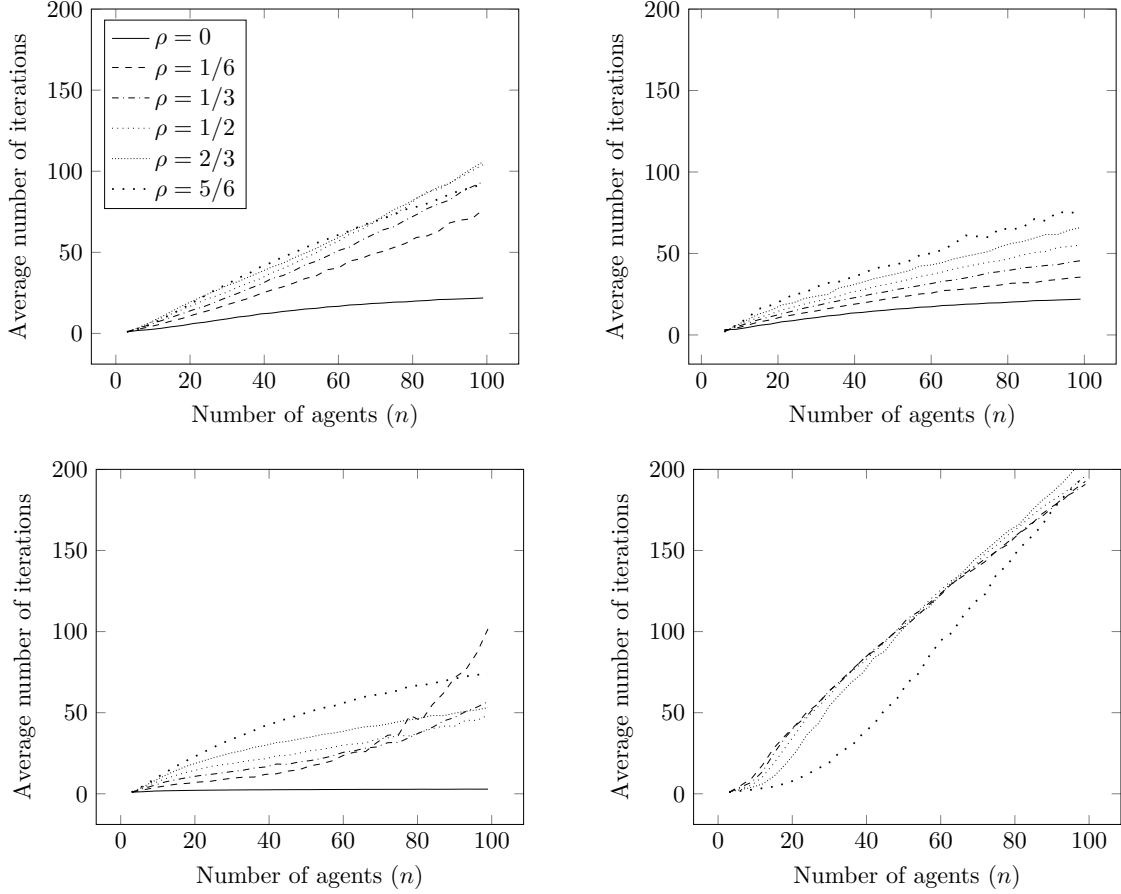 200
150
100
50
0
Average number of iterations
ρ = 0
ρ = 1/6
ρ = 1/3
ρ = 1/2
ρ = 2/3
ρ = 5/6
0 20 40 60 80 100
Number of agents (n)
200
150
100
50
0
Average number of iterations
0 20 40 60 80 100
Number of agents (n)
200
150
100
50
0
Average number of iterations
0 20 40 60 80 100
Number of agents (n)
200
150
100
50
0
Average number of iterations
0 20 40 60 80 100
Number of agents (n)